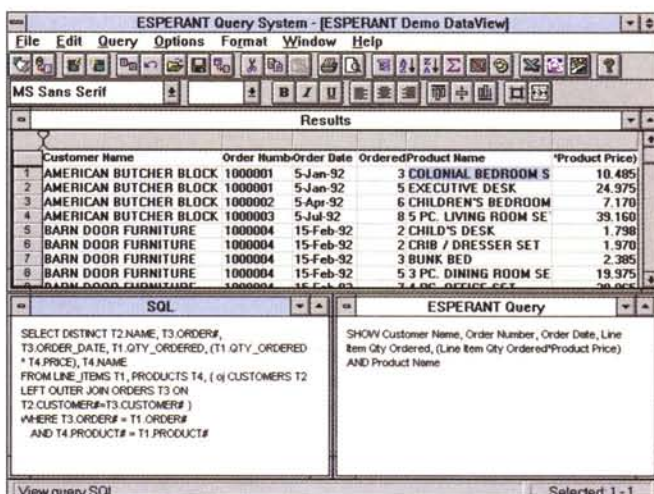 ESPERANT Query System - [ESPERANT Demo DataView]
File Edit Query Options Format Window Help
MS Sans Serif
B I U
Results
Customer Name Order Numb Order Date Ordered Product Name *Product Price)
1 AMERICAN BUTCHER BLOCK 1000001 5-Jan-92 3 COLONIAL BEDROOM S 10.485
2 AMERICAN BUTCHER BLOCK 1000001 5-Jan-92 5 EXECUTIVE DESK 24.975
3 AMERICAN BUTCHER BLOCK 1000002 5-Apr-92 6 CHILDREN'S BEDROOM 7.170
4 AMERICAN BUTCHER BLOCK 1000003 5-Jul-92 8 5 PC. LIVING ROOM SE 39.160
5 BARN DOOR FURNITURE 1000004 15-Feb-92 2 CHILD'S DESK 1.798
6 BARN DOOR FURNITURE 1000004 15-Feb-92 2 CRIB / DRESSER SET 1.970
7 BARN DOOR FURNITURE 1000004 15-Feb-92 3 BUNK BED 2.385
8 BARN DOOR FURNITURE 1000004 15-Feb-92 5 3 PC. DINING ROOM SE 19.975
SQL
SELECT DISTINCT T2.NAME, T3.ORDER#,
T3.ORDER_DATE, T1.QTY_ORDERED, (T1.QTY_ORDERED
* T4.PRICE), T4.NAME
FROM LINE_ITEMS T1, PRODUCTS T4, { oj CUSTOMERS T2
LEFT OUTER JOIN ORDERS T3 ON
T2.CUSTOMER#=T3.CUSTOMER# }
WHERE T3.ORDER# = T1.ORDER#
AND T4.PRODUCT# = T1.PRODUCT#
ESPERANT Query
SHOW Customer Name, Order Number, Order Date, Line
Item Qty Ordered, (Line Item Qty Ordered*Product Price)
AND Product Name
View query SQL
Selected: 1 - 1